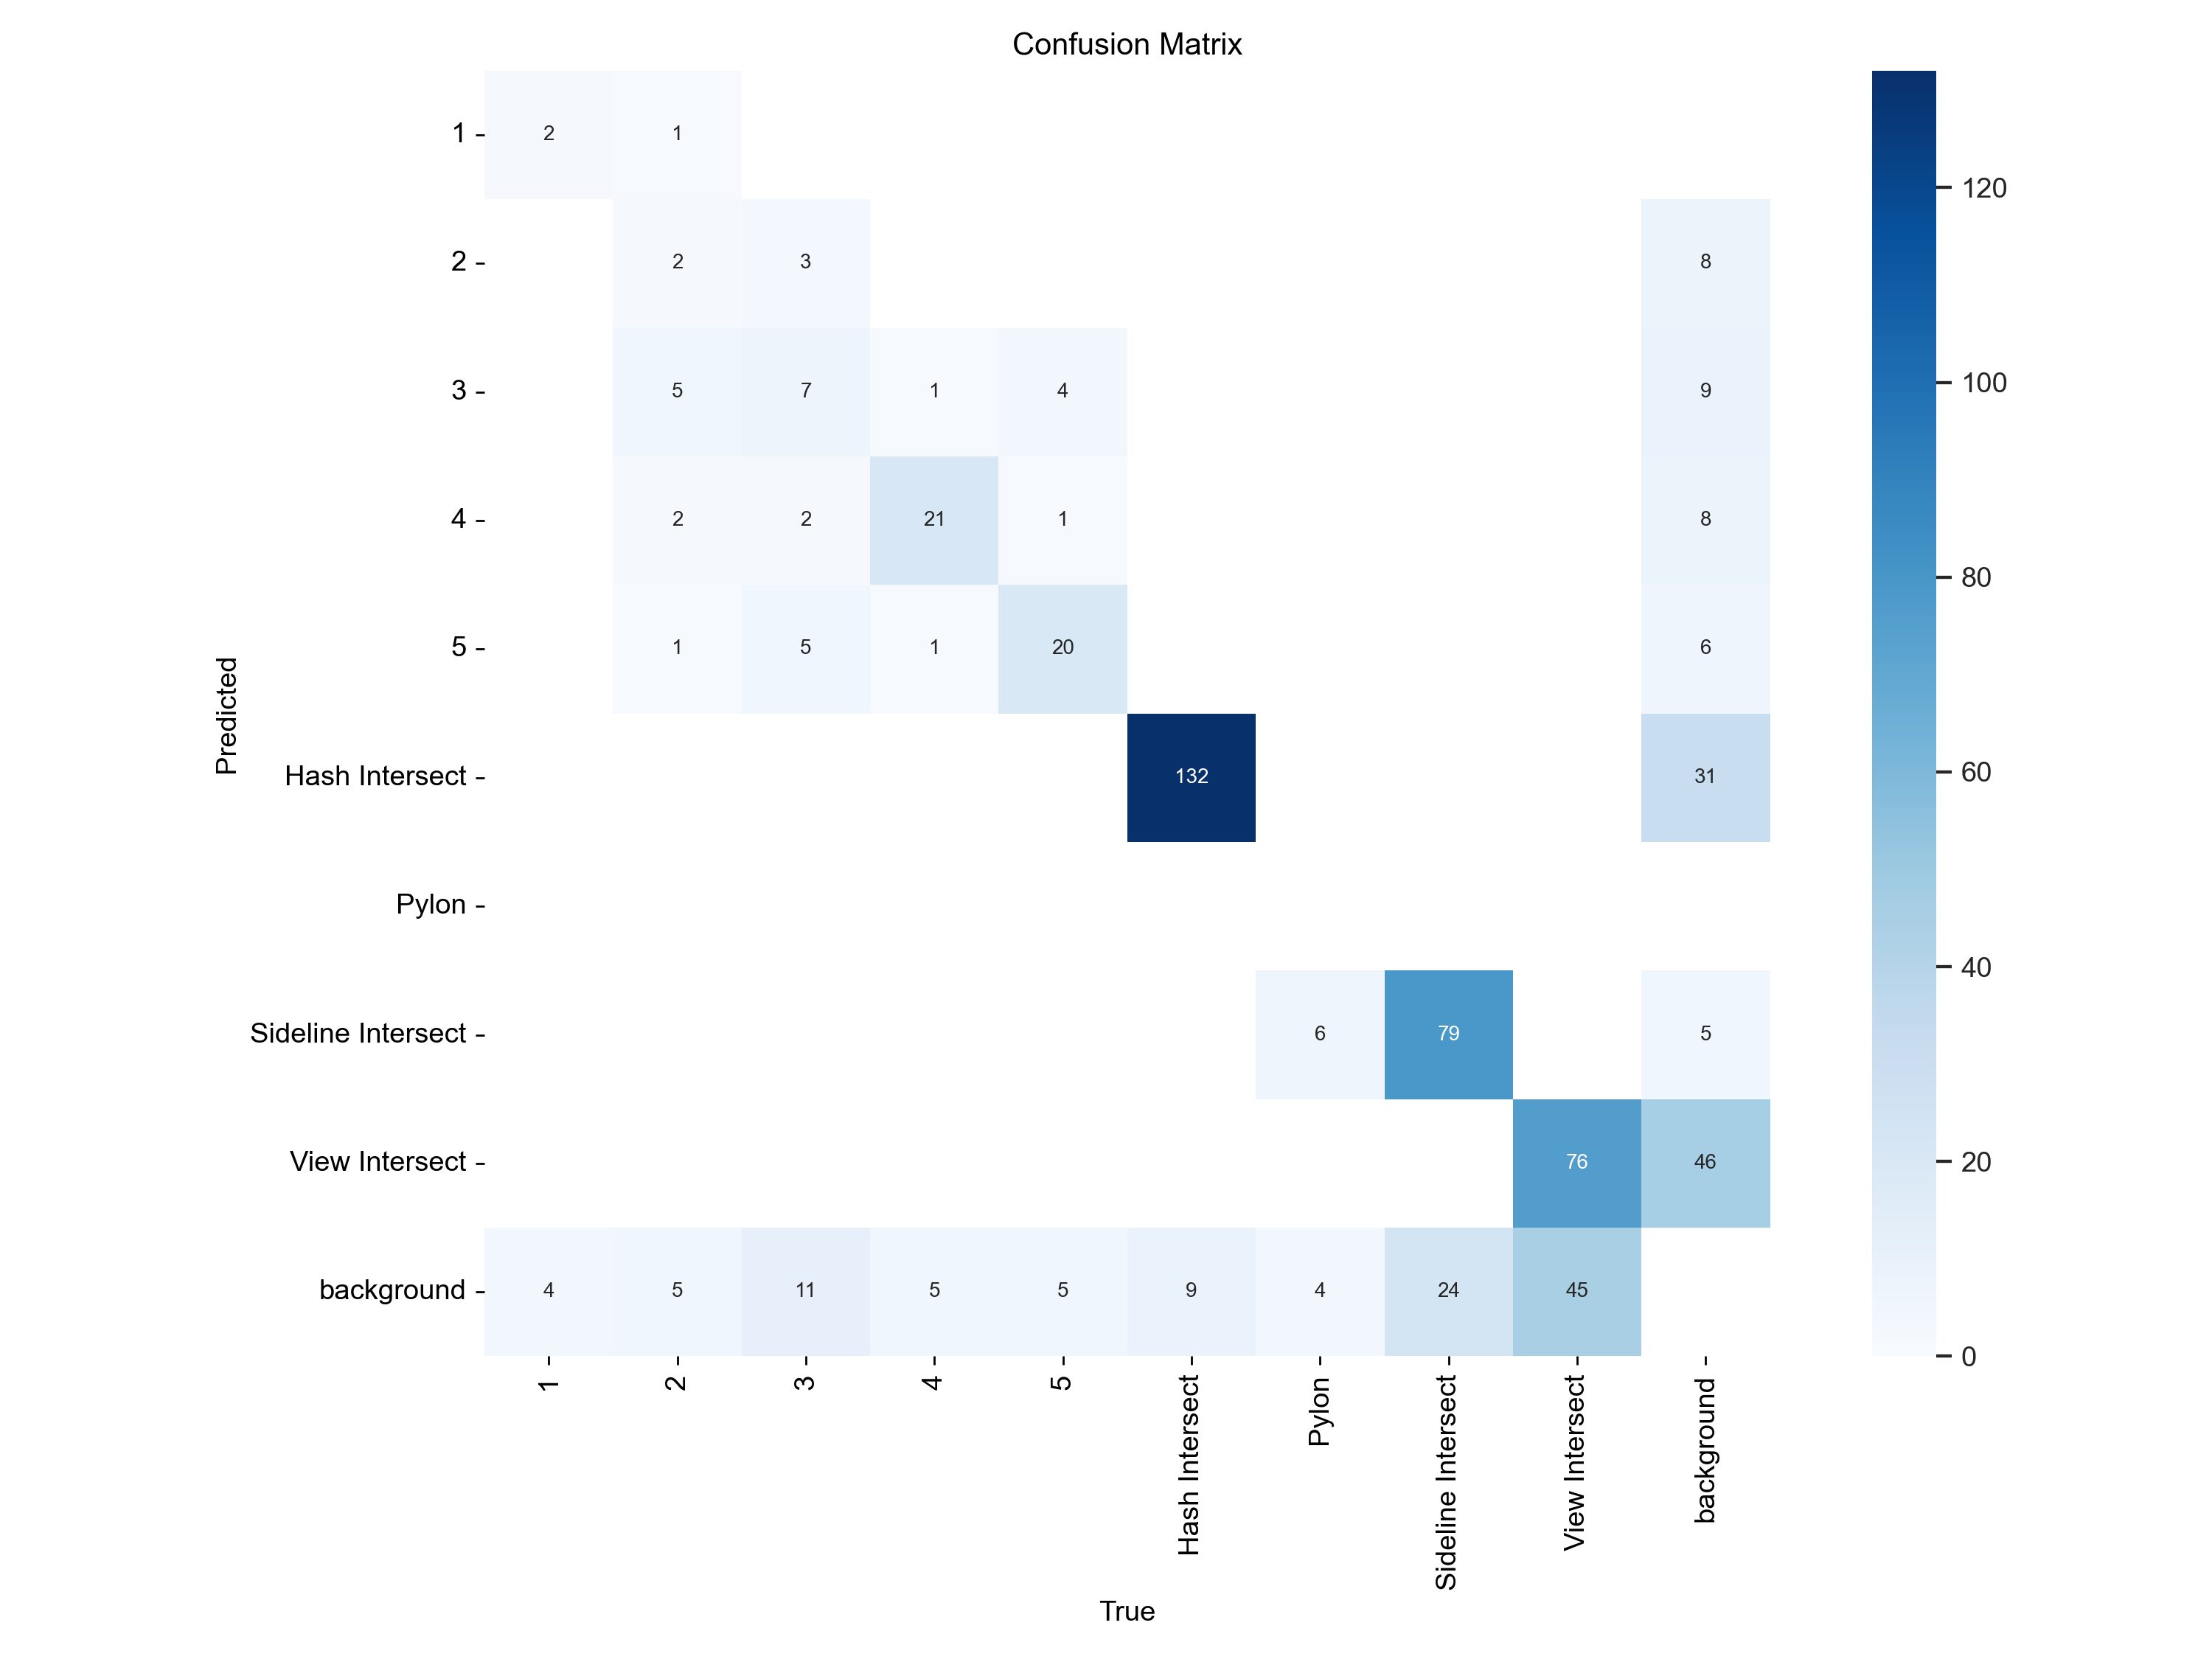 Confusion Matrix
1
2 1
2
2 3 8
3
5 7 1 4 9
4
2 2 21 1 8
5
1 5 1 20 6
Hash Intersect
132 31
Pylon
Sideline Intersect
6 79 5
View Intersect
76 46
background
4 5 11 5 5 9 4 24 45
Predicted
1
2
3
4
5
Hash Intersect
Pylon
Sideline Intersect
View Intersect
background
True
120
100
80
60
40
20
0